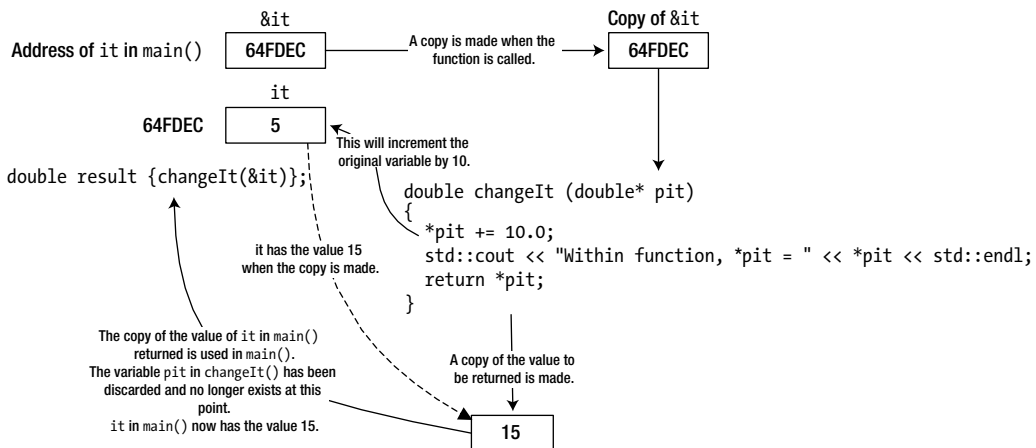 &it
Copy of &it
Address of it in main()
64FDEC
A copy is made when the
function is called.
64FDEC
it
64FDEC
5
This will increment the
original variable by 10.
double result {changeIt(&it)};
double changeIt (double* pit)
{
*pit += 10.0;
std::cout << "Within function, *pit = " << *pit << std::endl;
return *pit;
}
it has the value 15
when the copy is made.
The copy of the value of it in main()
returned is used in main().
The variable pit in changeIt() has been
discarded and no longer exists at this
point.
it in main() now has the value 15.
A copy of the value to
be returned is made.
15